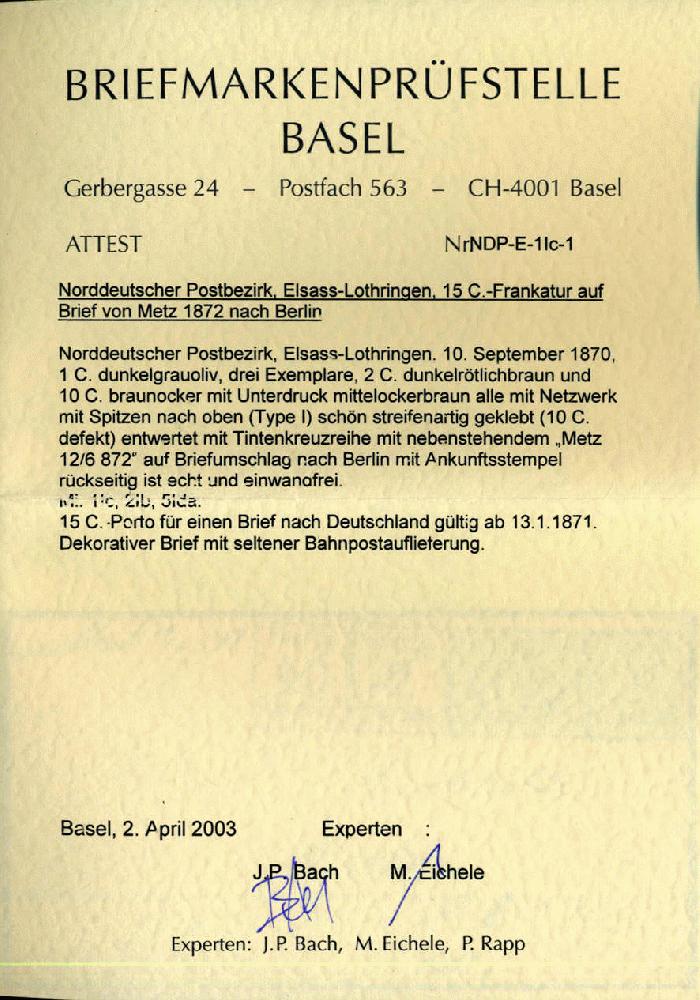 BRIEFMARKENPRÜFSTELLE
BASEL
Gerbergasse 24 – Postfach 563 – CH-4001 Basel
ATTEST NrNDP-E-1Ic-1
Norddeutscher Postbezirk, Elsass-Lothringen, 15 C.-Frankatur auf
Brief von Metz 1872 nach Berlin
Norddeutscher Postbezirk, Elsass-Lothringen. 10. September 1870,
1 C. dunkelgrauoliv, drei Exemplare, 2 C. dunkelrötlichbraun und
10 C. braunocker mit Unterdruck mittelockerbraun alle mit Netzwerk
mit Spitzen nach oben (Type I) schön streifenartig geklebt (10 C.
defekt) entwertet mit Tintenkreuzreihe mit nebenstehendem „Metz
12/6 872" auf Briefumschlag nach Berlin mit Ankunftsstempel
rückseitig ist echt und einwandfrei.
15 C.-Porto für einen Brief nach Deutschland gültig ab 13.1.1871.
Dekorativer Brief mit seltener Bahnpostauflieferung.
Basel, 2. April 2003 Experten :
J.P. Bach M. Eichele
Experten: J.P. Bach, M. Eichele, P. Rapp